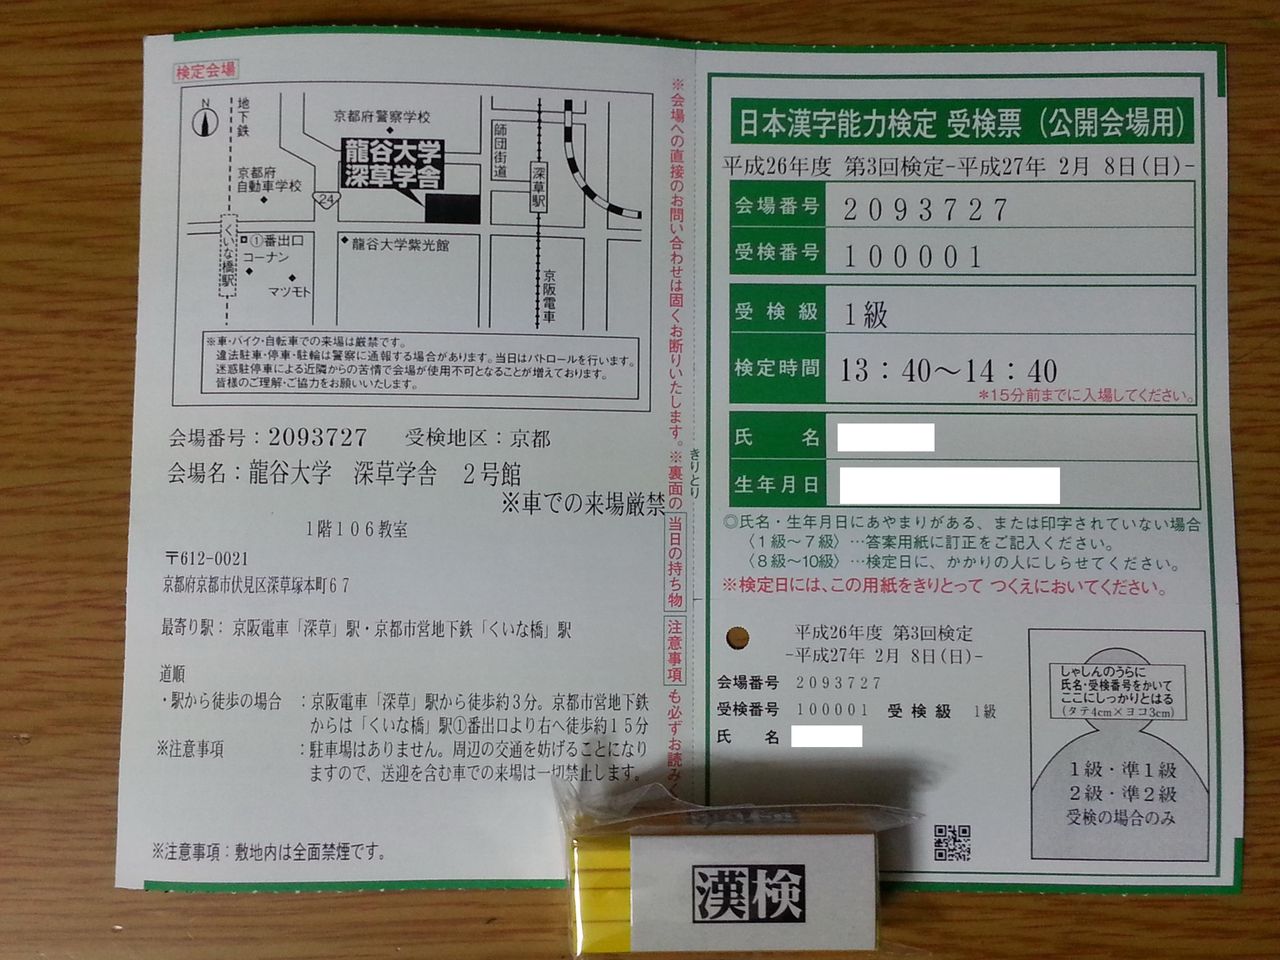 検定会場
N
地下鉄
京都府警察学校
龍谷大学
深草学舎
師団街道
深草駅
京都府
自動車学校
24
くいな橋駅
①番出口
コーナン
マツモト
龍谷大学紫光館
京阪電車
※車・バイク・自転車での来場は厳禁です。
違法駐車・停車・駐輪は警察に通報する場合があります。当日はパトロールを行います。
迷惑駐停車による近隣からの苦情で会場が使用不可となることが増えております。
皆様のご理解・ご協力をお願いいたします。
会場番号：2093727 受検地区：京都
会場名：龍谷大学 深草学舎 2号館
※車での来場厳禁
1階106教室
〒612-0021
京都府京都市伏見区深草塚本町67
最寄り駅： 京阪電車「深草」駅・京都市営地下鉄「くいな橋」駅
道順
・駅から徒歩の場合 ：京阪電車「深草」駅から徒歩約3分。京都市営地下鉄
からは「くいな橋」駅①番出口より右へ徒歩約15分
※注意事項 ：駐車場はありません。周辺の交通を妨げることになり
ますので、送迎を含む車での来場は一切禁止します。
※注意事項：敷地内は全面禁煙です。
※会場への直接のお問い合わせは固くお断りいたします。※裏面の 当日の持ち物 注意事項 も必ずお読みく
きりとり
日本漢字能力検定 受検票（公開会場用）
平成26年度 第3回検定-平成27年 2月 8日(日)-
会場番号 2093727
受検番号 100001
受検級 1級
検定時間 13：40～14：40
*15分前までに入場してください。
氏名
生年月日
◎氏名・生年月日にあやまりがある、または印字されていない場合
〈1級～7級〉…答案用紙に訂正をご記入ください。
〈8級～10級〉…検定日に、かかりの人にしらせてください。
※検定日には、この用紙をきりとって つくえにおいてください。
平成26年度 第3回検定
-平成27年 2月 8日(日)-
会場番号 2093727
受検番号 100001 受検級 1級
氏名
しゃしんのうらに
氏名・受検番号をかいて
ここにしっかりとはる
(タテ4cm×ヨコ3cm)
1級・準1級
2級・準2級
受検の場合のみ
漢検